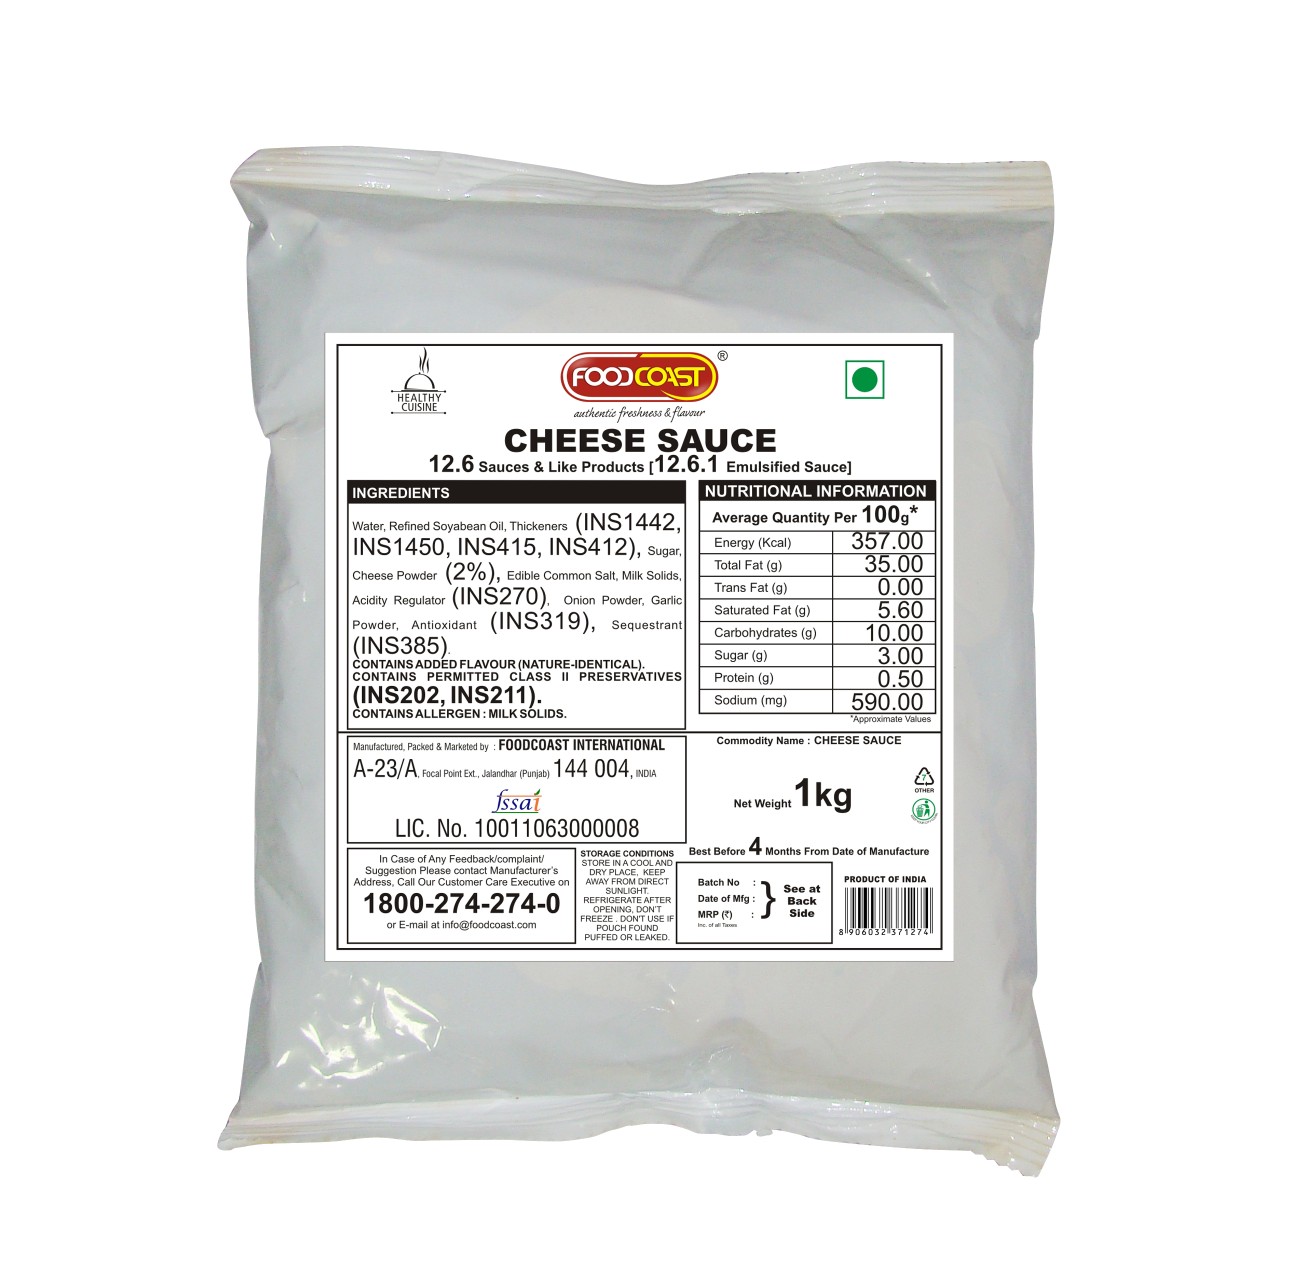 HEALTHY
CUISINE
FOODCOAST ®
authentic freshness & flavour
CHEESE SAUCE
12.6 Sauces & Like Products [12.6.1 Emulsified Sauce]
INGREDIENTS
Water, Refined Soyabean Oil, Thickeners (INS1442,
INS1450, INS415, INS412), Sugar,
Cheese Powder (2%), Edible Common Salt, Milk Solids,
Acidity Regulator (INS270), Onion Powder, Garlic
Powder, Antioxidant (INS319), Sequestrant
(INS385).
CONTAINS ADDED FLAVOUR (NATURE-IDENTICAL).
CONTAINS PERMITTED CLASS II PRESERVATIVES
(INS202, INS211).
CONTAINS ALLERGEN : MILK SOLIDS.
NUTRITIONAL INFORMATION
Average Quantity Per 100g*
Energy (Kcal) 357.00
Total Fat (g) 35.00
Trans Fat (g) 0.00
Saturated Fat (g) 5.60
Carbohydrates (g) 10.00
Sugar (g) 3.00
Protein (g) 0.50
Sodium (mg) 590.00
*Approximate Values
Manufactured, Packed & Marketed by : FOODCOAST INTERNATIONAL
A-23/A, Focal Point Ext., Jalandhar (Punjab) 144 004, INDIA
fssai
LIC. No. 10011063000008
Commodity Name : CHEESE SAUCE
Net Weight 1kg
7
OTHER
Best Before 4 Months From Date of Manufacture
In Case of Any Feedback/complaint/
Suggestion Please contact Manufacturer's
Address, Call Our Customer Care Executive on
1800-274-274-0
or E-mail at info@foodcoast.com
STORAGE CONDITIONS
STORE IN A COOL AND
DRY PLACE, KEEP
AWAY FROM DIRECT
SUNLIGHT.
REFRIGERATE AFTER
OPENING, DON'T
FREEZE . DON'T USE IF
POUCH FOUND
PUFFED OR LEAKED.
Batch No :
Date of Mfg :
MRP (₹) :
Inc. of all Taxes
See at
Back
Side
PRODUCT OF INDIA
8 906032 371274